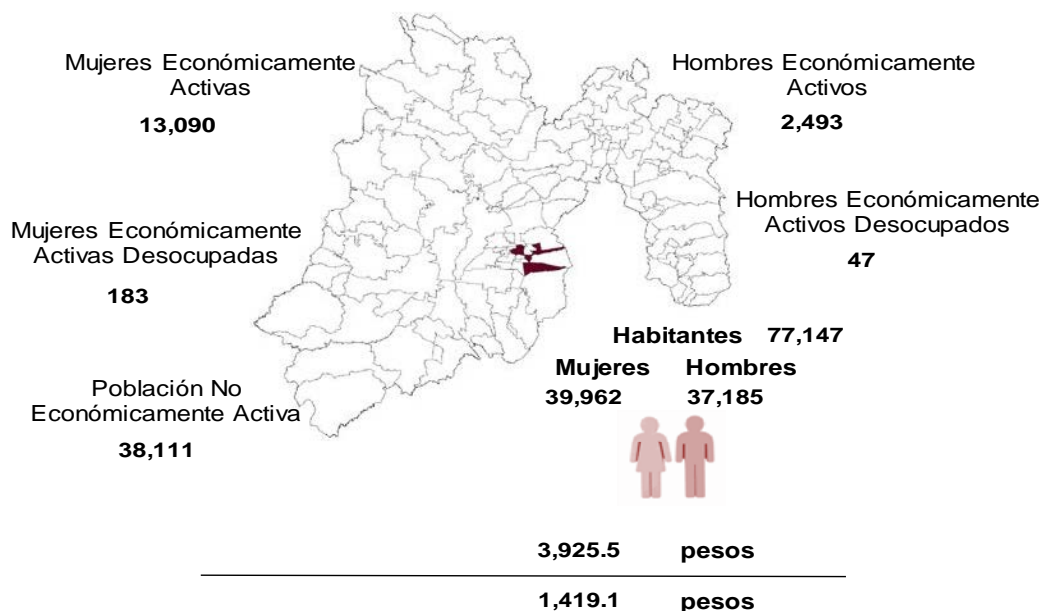 Mujeres Económicamente
Activas
13,090
Hombres Económicamente
Activos
2,493
Mujeres Económicamente
Activas Desocupadas
183
Hombres Económicamente
Activos Desocupados
47
Habitantes 77,147
Mujeres Hombres
39,962 37,185
Población No
Económicamente Activa
38,111
3,925.5 pesos
1,419.1 pesos